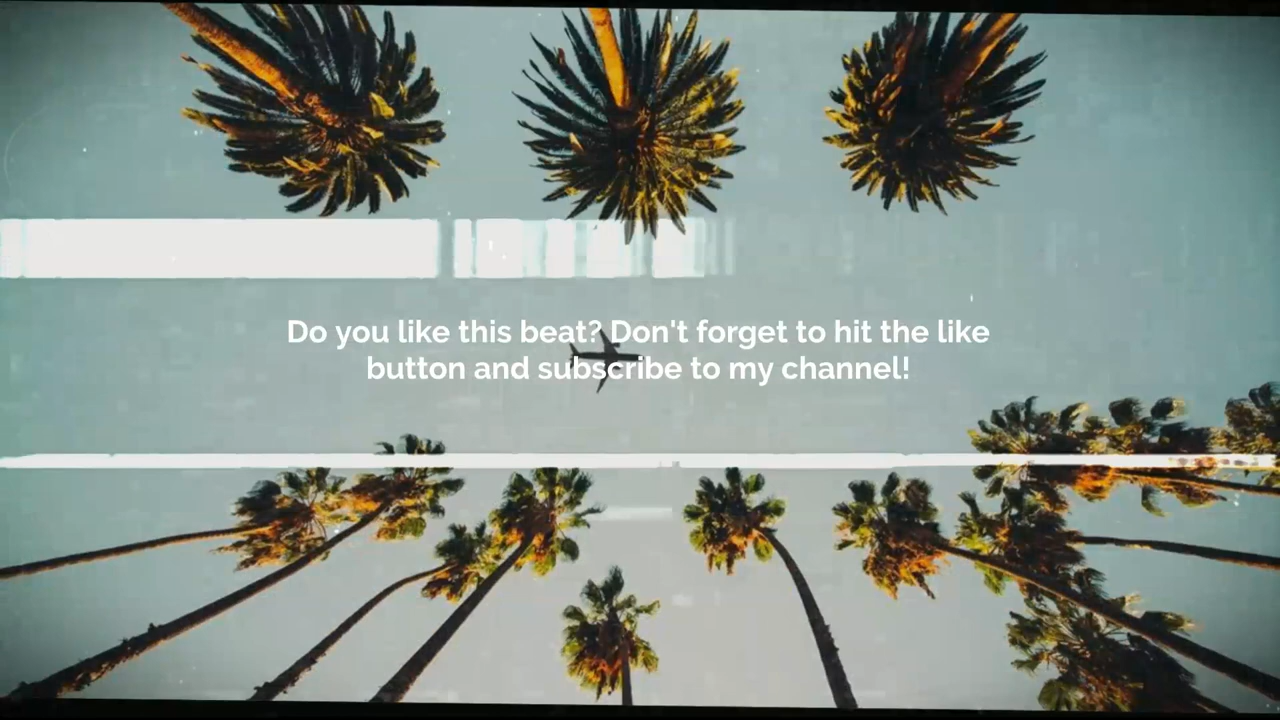 Do you like this beat? Don't forget to hit the like
button and subscribe to my channel!